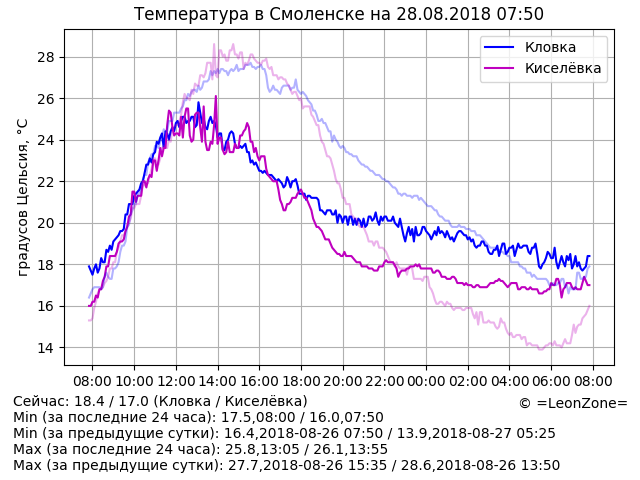 Температура в Смоленске на 28.08.2018 07:50
Кловка
Киселёвка
градусов Цельсия, °C
28
26
24
22
20
18
16
14
08:00 10:00 12:00 14:00 16:00 18:00 20:00 22:00 00:00 02:00 04:00 06:00 08:00
Сейчас: 18.4 / 17.0 (Кловка / Киселёвка)
© =LeonZone=
Min (за последние 24 часа): 17.5,08:00 / 16.0,07:50
Min (за предыдущие сутки): 16.4,2018-08-26 07:50 / 13.9,2018-08-27 05:25
Max (за последние 24 часа): 25.8,13:05 / 26.1,13:55
Max (за предыдущие сутки): 27.7,2018-08-26 15:35 / 28.6,2018-08-26 13:50